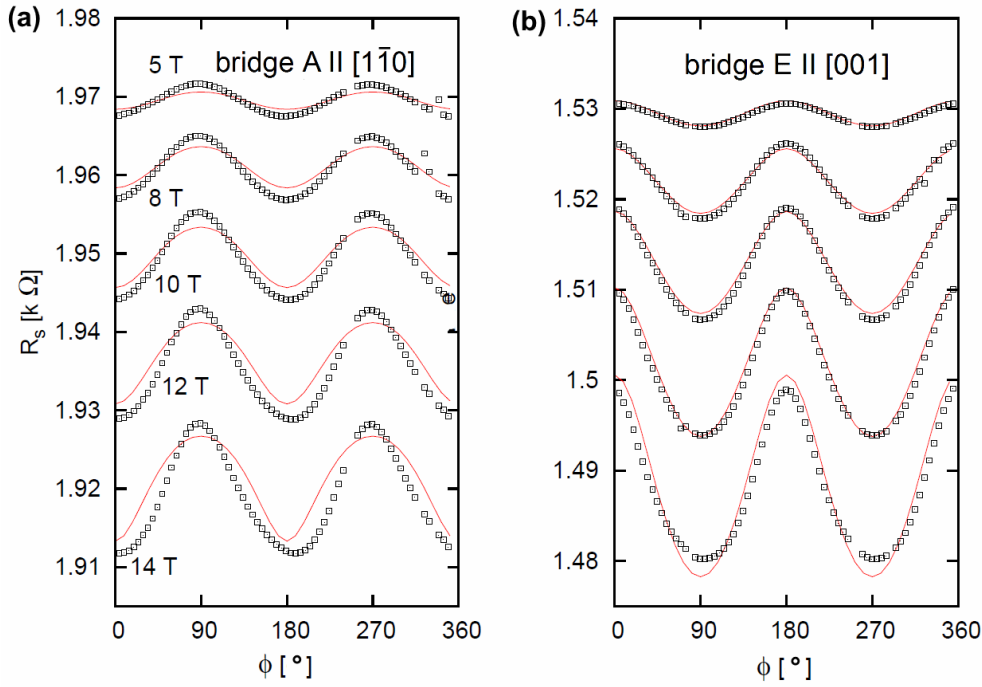 (a)
1.98
1.97
1.96
1.95
1.94
1.93
1.92
1.91
R_s [k Ω]
5 T
bridge A II [11̄0]
8 T
10 T
12 T
14 T
0
90
180
270
360
ϕ [°]
(b)
1.54
1.53
1.52
1.51
1.5
1.49
1.48
bridge E II [001]
0
90
180
270
360
ϕ [°]